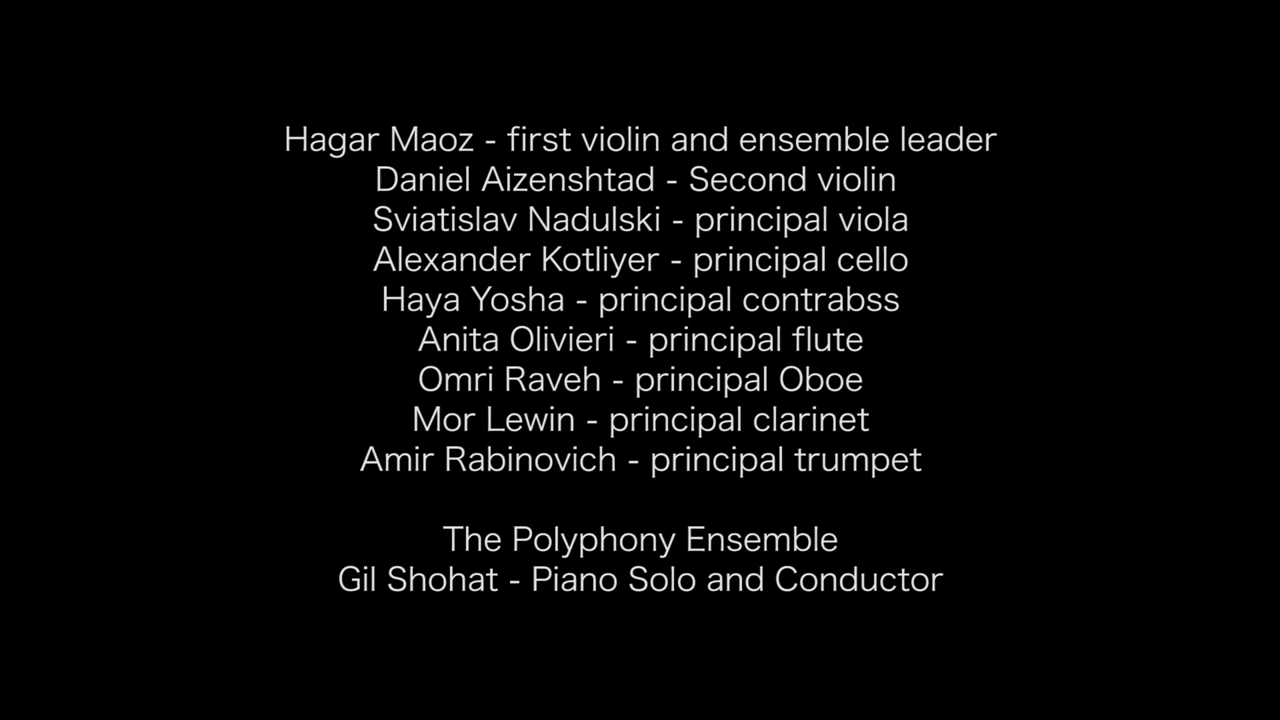 Hagar Maoz - first violin and ensemble leader
Daniel Aizenshtad - Second violin
Sviatislav Nadulski - principal viola
Alexander Kotliyer - principal cello
Haya Yosha - principal contrabss
Anita Olivieri - principal flute
Omri Raveh - principal Oboe
Mor Lewin - principal clarinet
Amir Rabinovich - principal trumpet
The Polyphony Ensemble
Gil Shohat - Piano Solo and Conductor